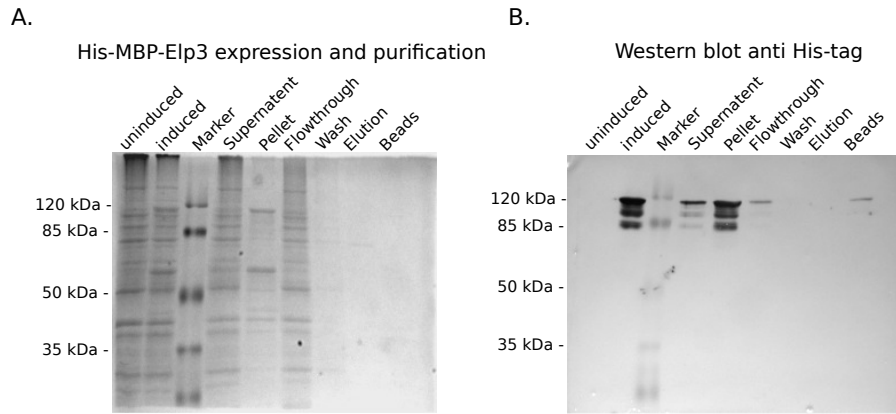 A.
His-MBP-Elp3 expression and purification
uninduced
induced
Marker
Supernatent
Pellet
Flowthrough
Wash
Elution
Beads
120 kDa -
85 kDa -
50 kDa -
35 kDa -
B.
Western blot anti His-tag
uninduced
induced
Marker
Supernatent
Pellet
Flowthrough
Wash
Elution
Beads
120 kDa -
85 kDa -
50 kDa -
35 kDa -